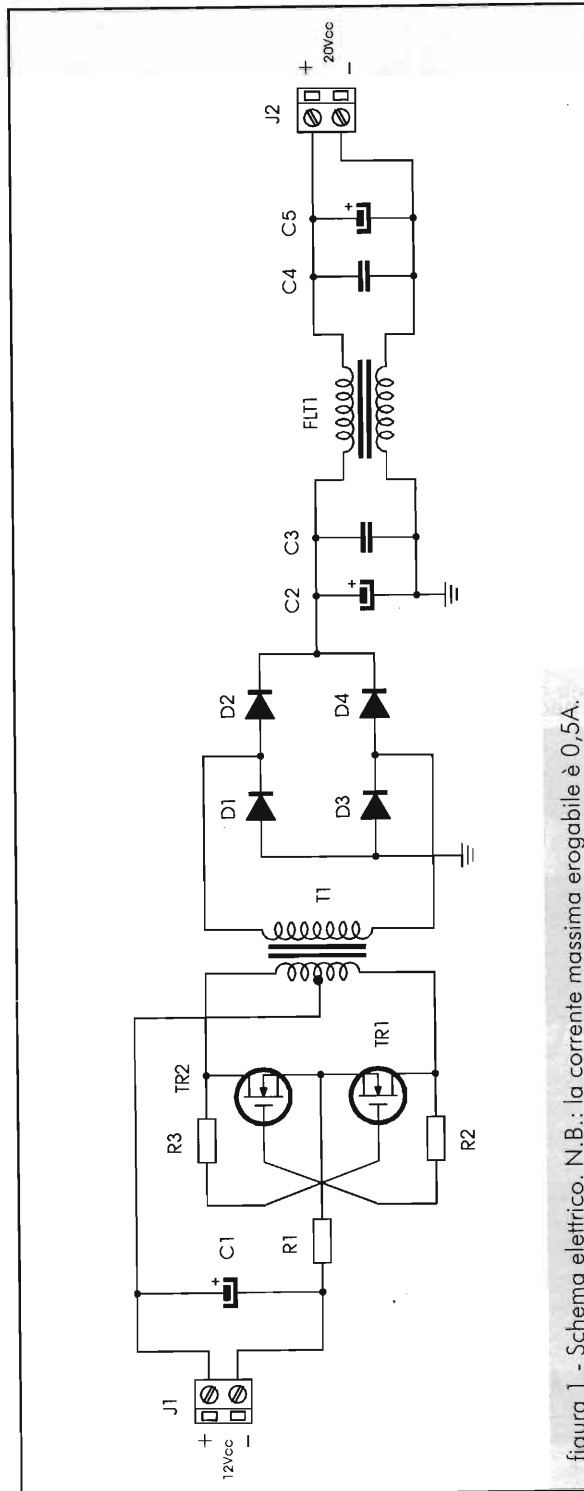 J1
+
12Vcc
−
C1
R1
R3
TR2
TR1
R2
T1
D1
D2
D3
D4
C2
+
C3
FLT1
C4
C5
+
J2
+
20Vcc
−
+
figura 1 - Schema elettrico. N.B.: la corrente massima erogabile è 0,5A.